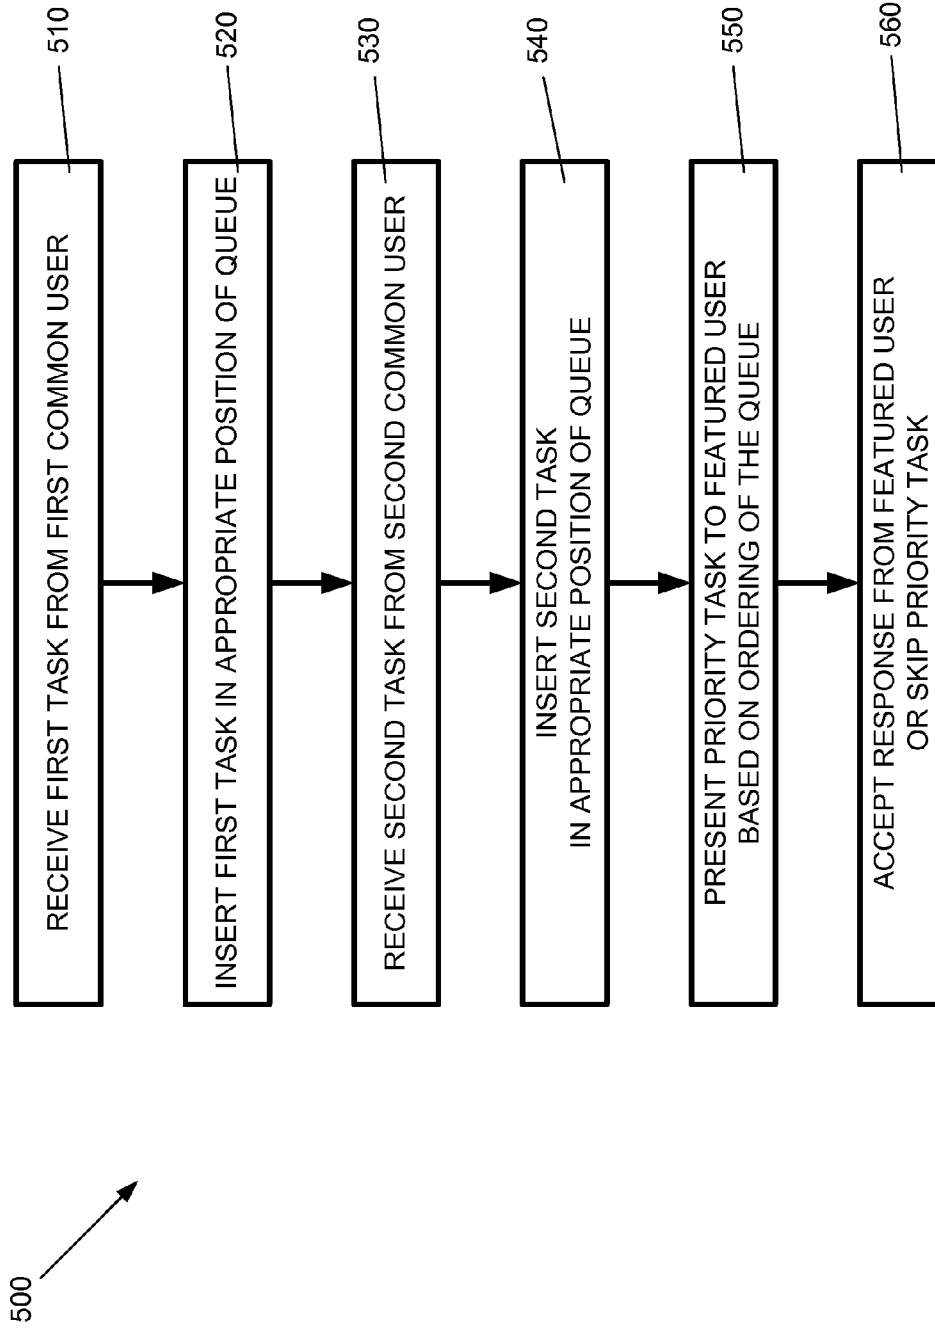 500
RECEIVE FIRST TASK FROM FIRST COMMON USER
510
INSERT FIRST TASK IN APPROPRIATE POSITION OF QUEUE
520
RECEIVE SECOND TASK FROM SECOND COMMON USER
530
INSERT SECOND TASK
IN APPROPRIATE POSITION OF QUEUE
540
PRESENT PRIORITY TASK TO FEATURED USER
BASED ON ORDERING OF THE QUEUE
550
ACCEPT RESPONSE FROM FEATURED USER
OR SKIP PRIORITY TASK
560